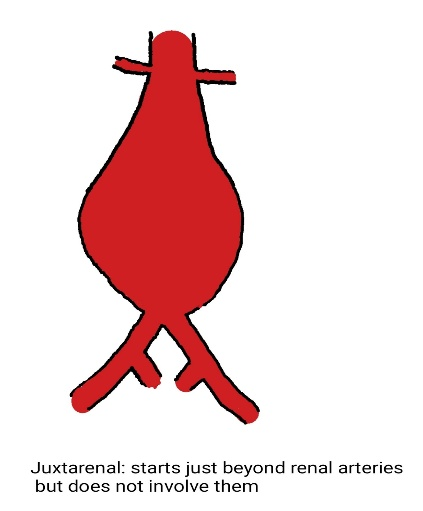 Juxtarenal: starts just beyond renal arteries
but does not involve them